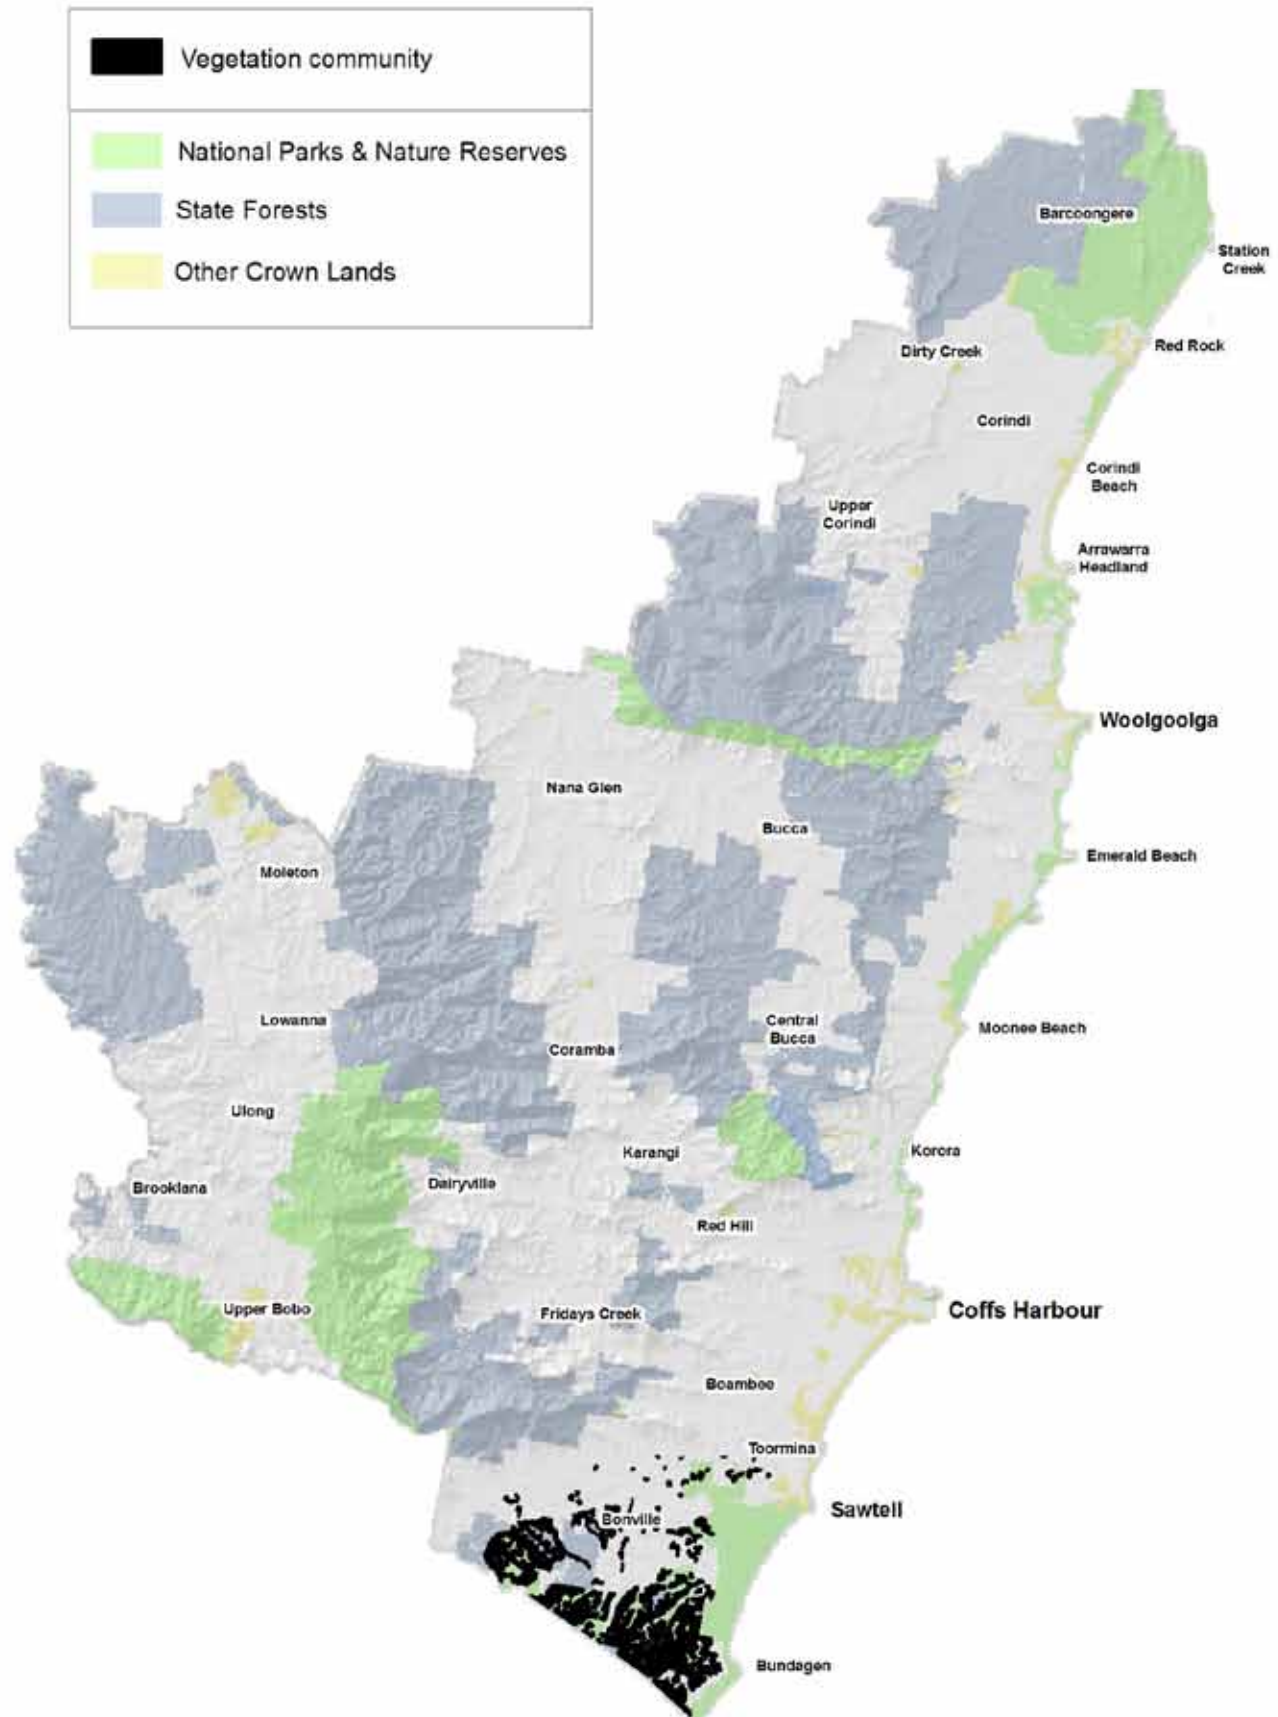 Vegetation community
National Parks & Nature Reserves
State Forests
Other Crown Lands
Barcoongere
Station
Creek
Red Rock
Dirty Creek
Corindi
Corindi
Beach
Upper
Corindi
Arrawarra
Headland
Woolgoolga
Nana Glen
Bucca
Emerald Beach
Moleton
Lowanna
Central
Bucca
Moonee Beach
Coramba
Ulong
Karangi
Korora
Brooklana
Dairyville
Red Hill
Upper Bobo
Fridays Creek
Coffs Harbour
Boambee
Toormina
Sawtell
Bonville
Bundagen